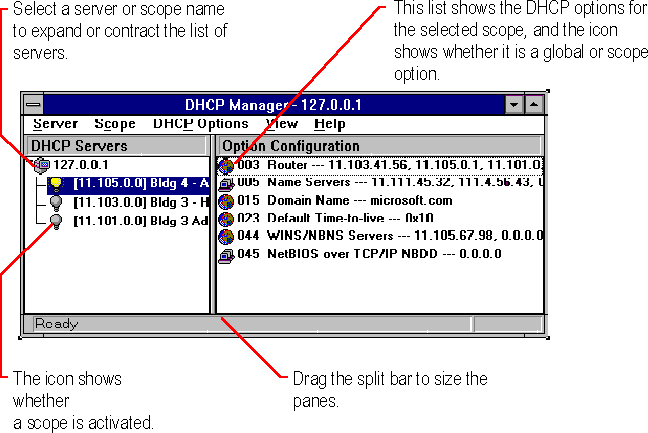 Select a server or scope name
to expand or contract the list of
servers.
This list shows the DHCP options for
the selected scope, and the icon
shows whether it is a global or scope
option.
DHCP Manager - 127.0.0.1
Server Scope DHCP Options View Help
DHCP Servers
Option Configuration
127.0.0.1
[11.105.0.0] Bldg 4 - A
[11.103.0.0] Bldg 3 - H
[11.101.0.0] Bldg 3 Ad
003 Router --- 11.103.41.56, 11.105.0.1, 11.101.0
005 Name Servers --- 11.111.45.32, 111.4.56.43, 0
015 Domain Name --- microsoft.com
023 Default Time-to-live --- 0x10
044 WINS/NBNS Servers --- 11.105.67.98, 0.0.0.0
045 NetBIOS over TCP/IP NBDD --- 0.0.0.0
Ready
The icon shows
whether
a scope is activated.
Drag the split bar to size the
panes.